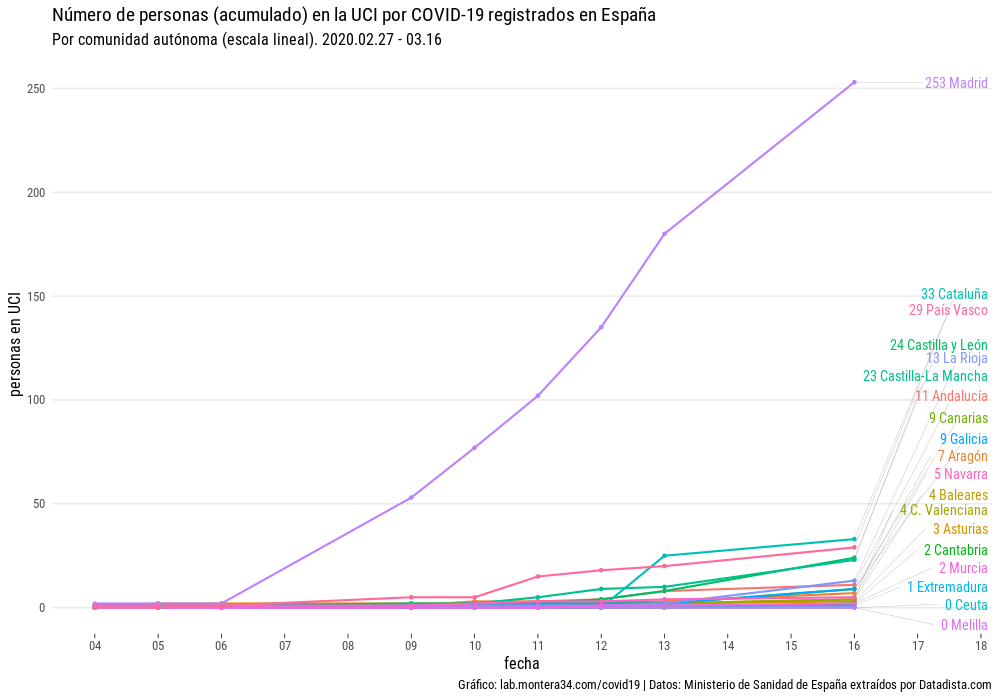 Número de personas (acumulado) en la UCI por COVID-19 registrados en España
Por comunidad autónoma (escala lineal). 2020.02.27 - 03.16
personas en UCI
250
200
150
100
50
0
253 Madrid
33 Cataluña
29 País Vasco
24 Castilla y León
13 La Rioja
23 Castilla-La Mancha
11 Andalucía
9 Canarias
9 Galicia
7 Aragón
5 Navarra
4 Baleares
4 C. Valenciana
3 Asturias
2 Cantabria
2 Murcia
1 Extremadura
0 Ceuta
0 Melilla
04 05 06 07 08 09 10 11 12 13 14 15 16 17 18
fecha
Gráfico: lab.montera34.com/covid19 | Datos: Ministerio de Sanidad de España extraídos por Datadista.com